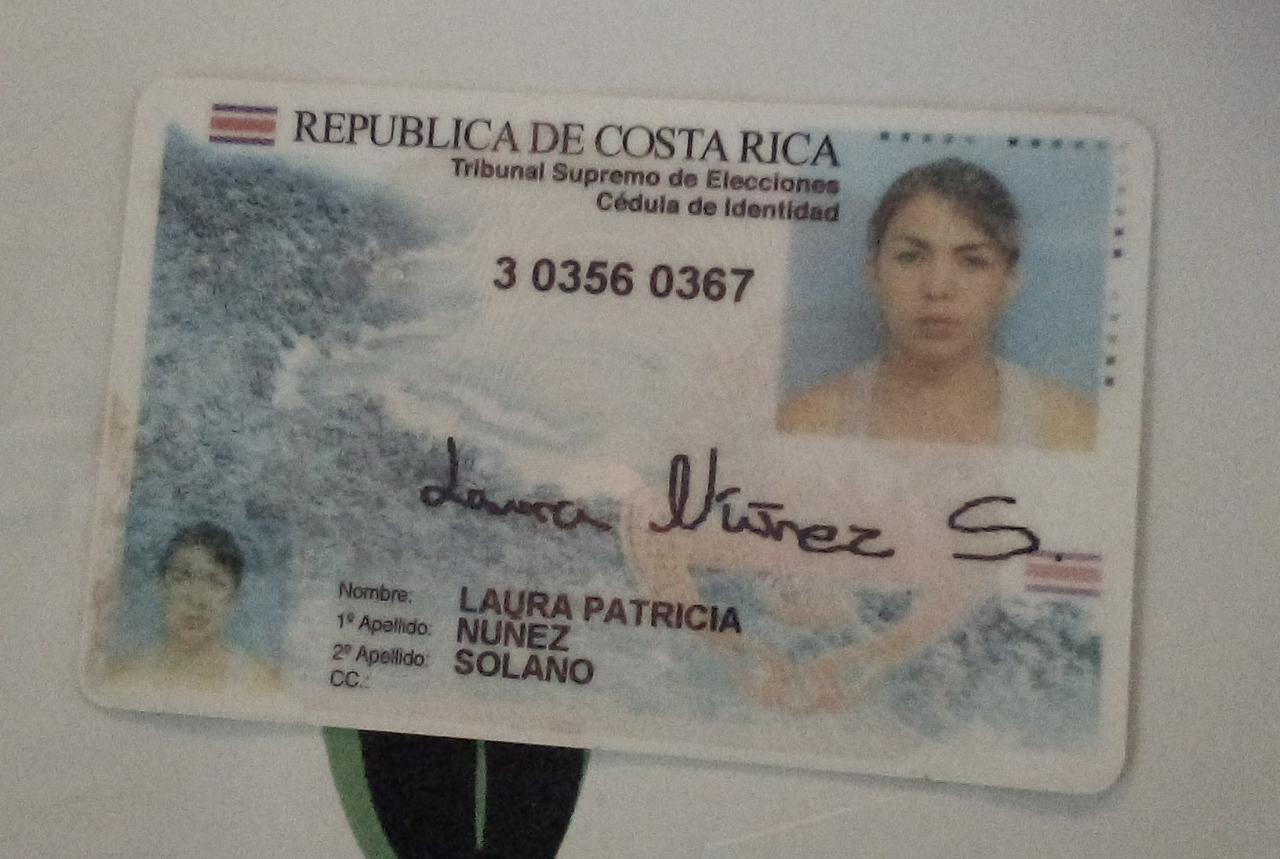 REPUBLICA DE COSTA RICA
Tribunal Supremo de Elecciones
Cédula de Identidad
3 0356 0367
Laura Núñez S.
Nombre: LAURA PATRICIA
1º Apellido: NUÑEZ
2º Apellido: SOLANO
CC.: